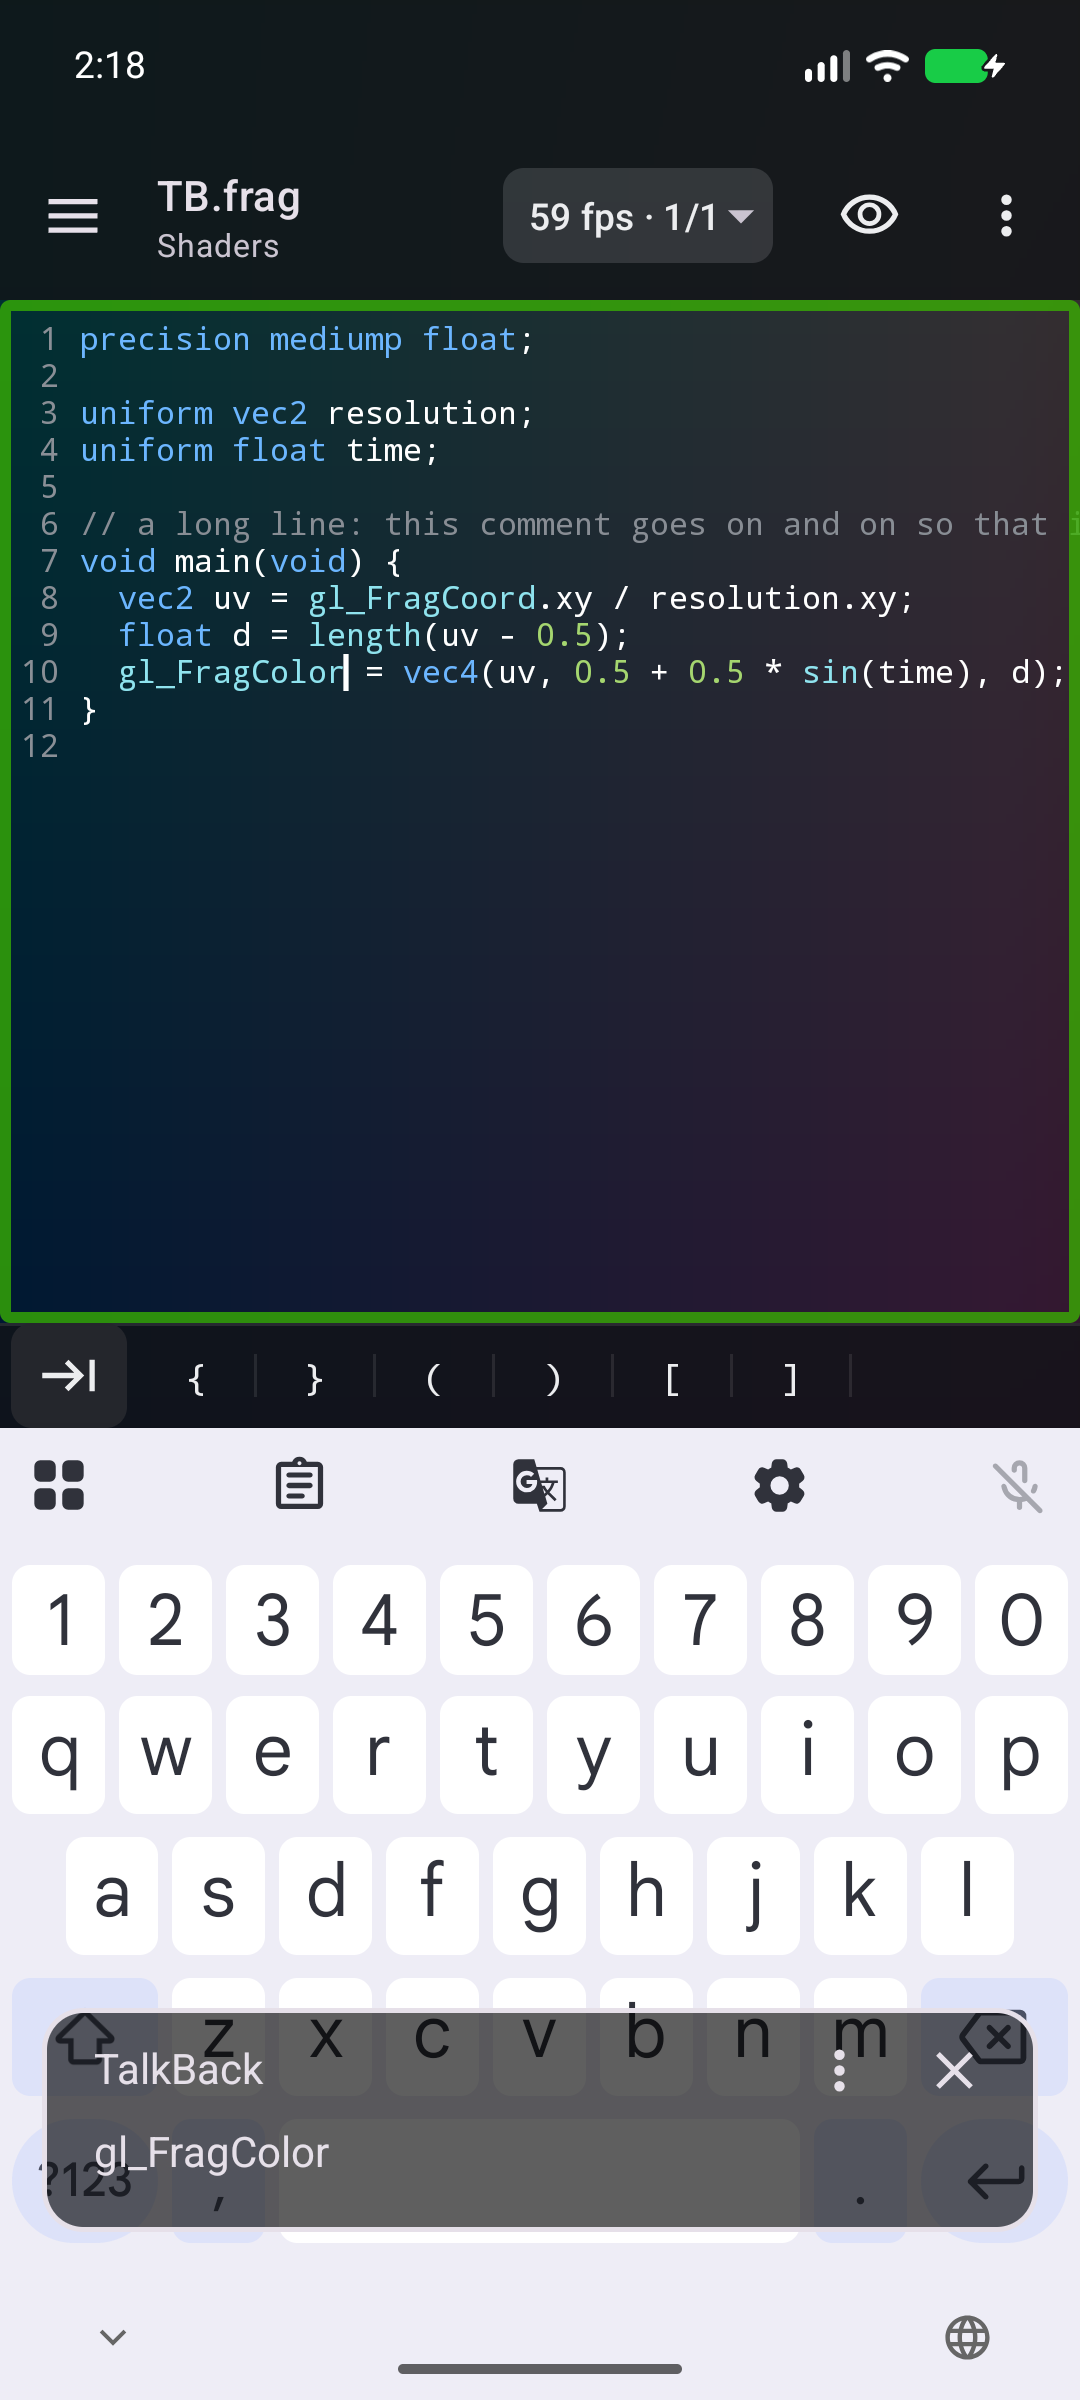 2:18
TB.frag
Shaders
59 fps · 1/1
1 precision mediump float;
2
3 uniform vec2 resolution;
4 uniform float time;
5
6 // a long line: this comment goes on and on so that i
7 void main(void) {
8   vec2 uv = gl_FragCoord.xy / resolution.xy;
9   float d = length(uv - 0.5);
10   gl_FragColor = vec4(uv, 0.5 + 0.5 * sin(time), d);
11 }
12
{ } ( ) [ ]
1 2 3 4 5 6 7 8 9 0
q w e r t y u i o p
a s d f g h j k l
z x c v b n m
TalkBack
gl_FragColor
?123 , .